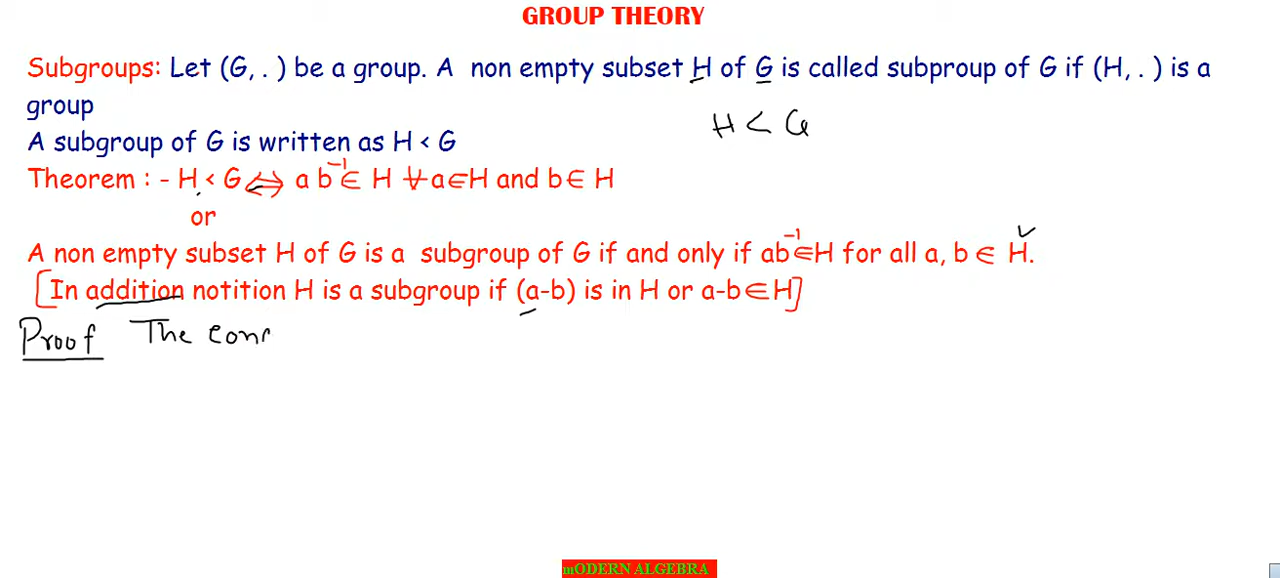 GROUP THEORY
Subgroups: Let (G, . ) be a group. A non empty subset H of G is called subproup of G if (H, . ) is a
group
H < G
A subgroup of G is written as H < G
Theorem : - H < G ⇔ a b⁻¹ ∈ H ∀ a∈H and b∈ H
or
A non empty subset H of G is a subgroup of G if and only if ab⁻¹∈H for all a, b ∈ H.
[In addition notition H is a subgroup if (a-b) is in H or a-b∈H]
Proof The con
mODERN ALGEBRA